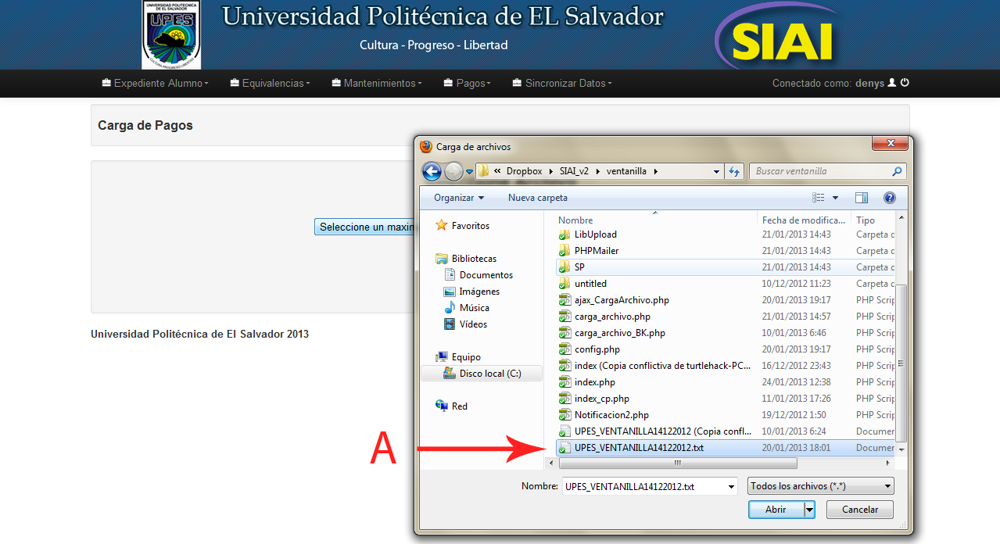 UNIVERSIDAD POLITECNICA
DE EL SALVADOR
UPES
CULTURA PROGRESO LIBERTAD
Universidad Politécnica de EL Salvador
Cultura - Progreso - Libertad
SIAI
Expediente Alumno
Equivalencias
Mantenimientos
Pagos
Sincronizar Datos
Conectado como: denys
Carga de Pagos
Seleccione un maxim
Universidad Politécnica de El Salvador 2013
A
Carga de archivos
« Dropbox SIAI_v2 ventanilla
Buscar ventanilla
Organizar
Nueva carpeta
Favoritos
Bibliotecas
Documentos
Imágenes
Música
Vídeos
Equipo
Disco local (C:)
Red
Nombre Fecha de modifica... Tipo
LibUpload 21/01/2013 14:43 Carpeta d
PHPMailer 21/01/2013 14:43 Carpeta d
SP 21/01/2013 14:43 Carpeta d
untitled 10/12/2012 11:23 Carpeta d
ajax_CargaArchivo.php 20/01/2013 19:17 PHP Scrip
carga_archivo.php 21/01/2013 14:57 PHP Scrip
carga_archivo_BK.php 10/01/2013 6:46 PHP Scrip
config.php 20/01/2013 19:17 PHP Scrip
index (Copia conflictiva de turtlehack-PC... 16/12/2012 23:43 PHP Scrip
index.php 24/01/2013 12:38 PHP Scrip
index_cp.php 11/01/2013 17:26 PHP Scrip
Notificacion2.php 19/12/2012 1:50 PHP Scrip
UPES_VENTANILLA14122012 (Copia confl... 10/01/2013 6:24 Documen
UPES_VENTANILLA14122012.txt 20/01/2013 18:01 Documen
Nombre: UPES_VENTANILLA14122012.txt
Todos los archivos (*.*)
Abrir
Cancelar